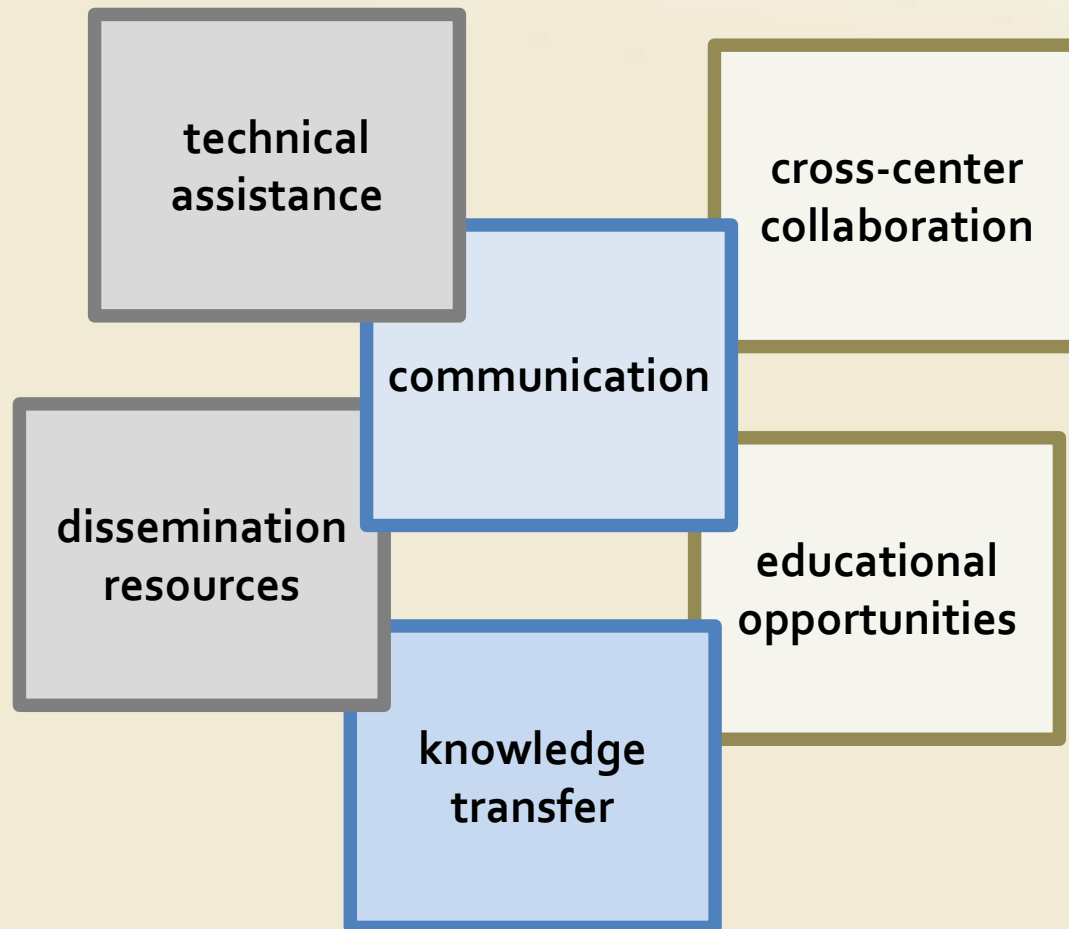 technical
assistance
cross-center
collaboration
communication
dissemination
resources
educational
opportunities
knowledge
transfer